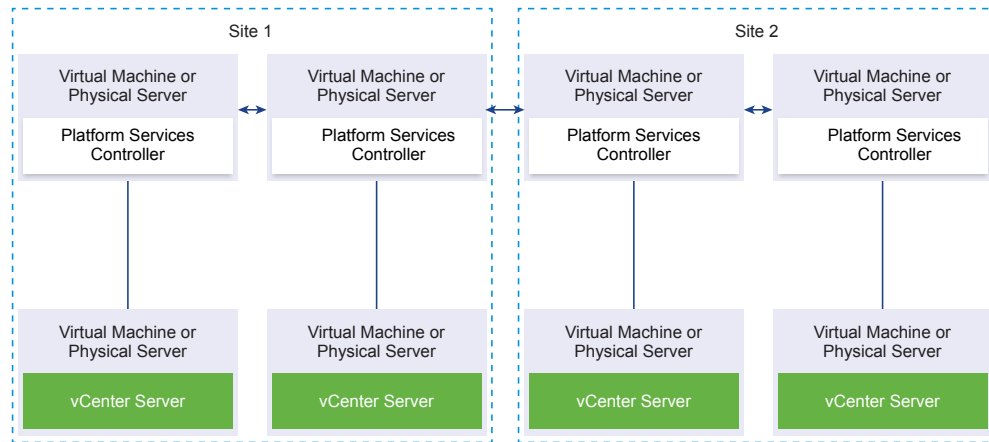 Site 1
Site 2
Virtual Machine or
Physical Server
Virtual Machine or
Physical Server
Virtual Machine or
Physical Server
Virtual Machine or
Physical Server
Platform Services
Controller
Platform Services
Controller
Platform Services
Controller
Platform Services
Controller
Virtual Machine or
Physical Server
Virtual Machine or
Physical Server
Virtual Machine or
Physical Server
Virtual Machine or
Physical Server
vCenter Server
vCenter Server
vCenter Server
vCenter Server